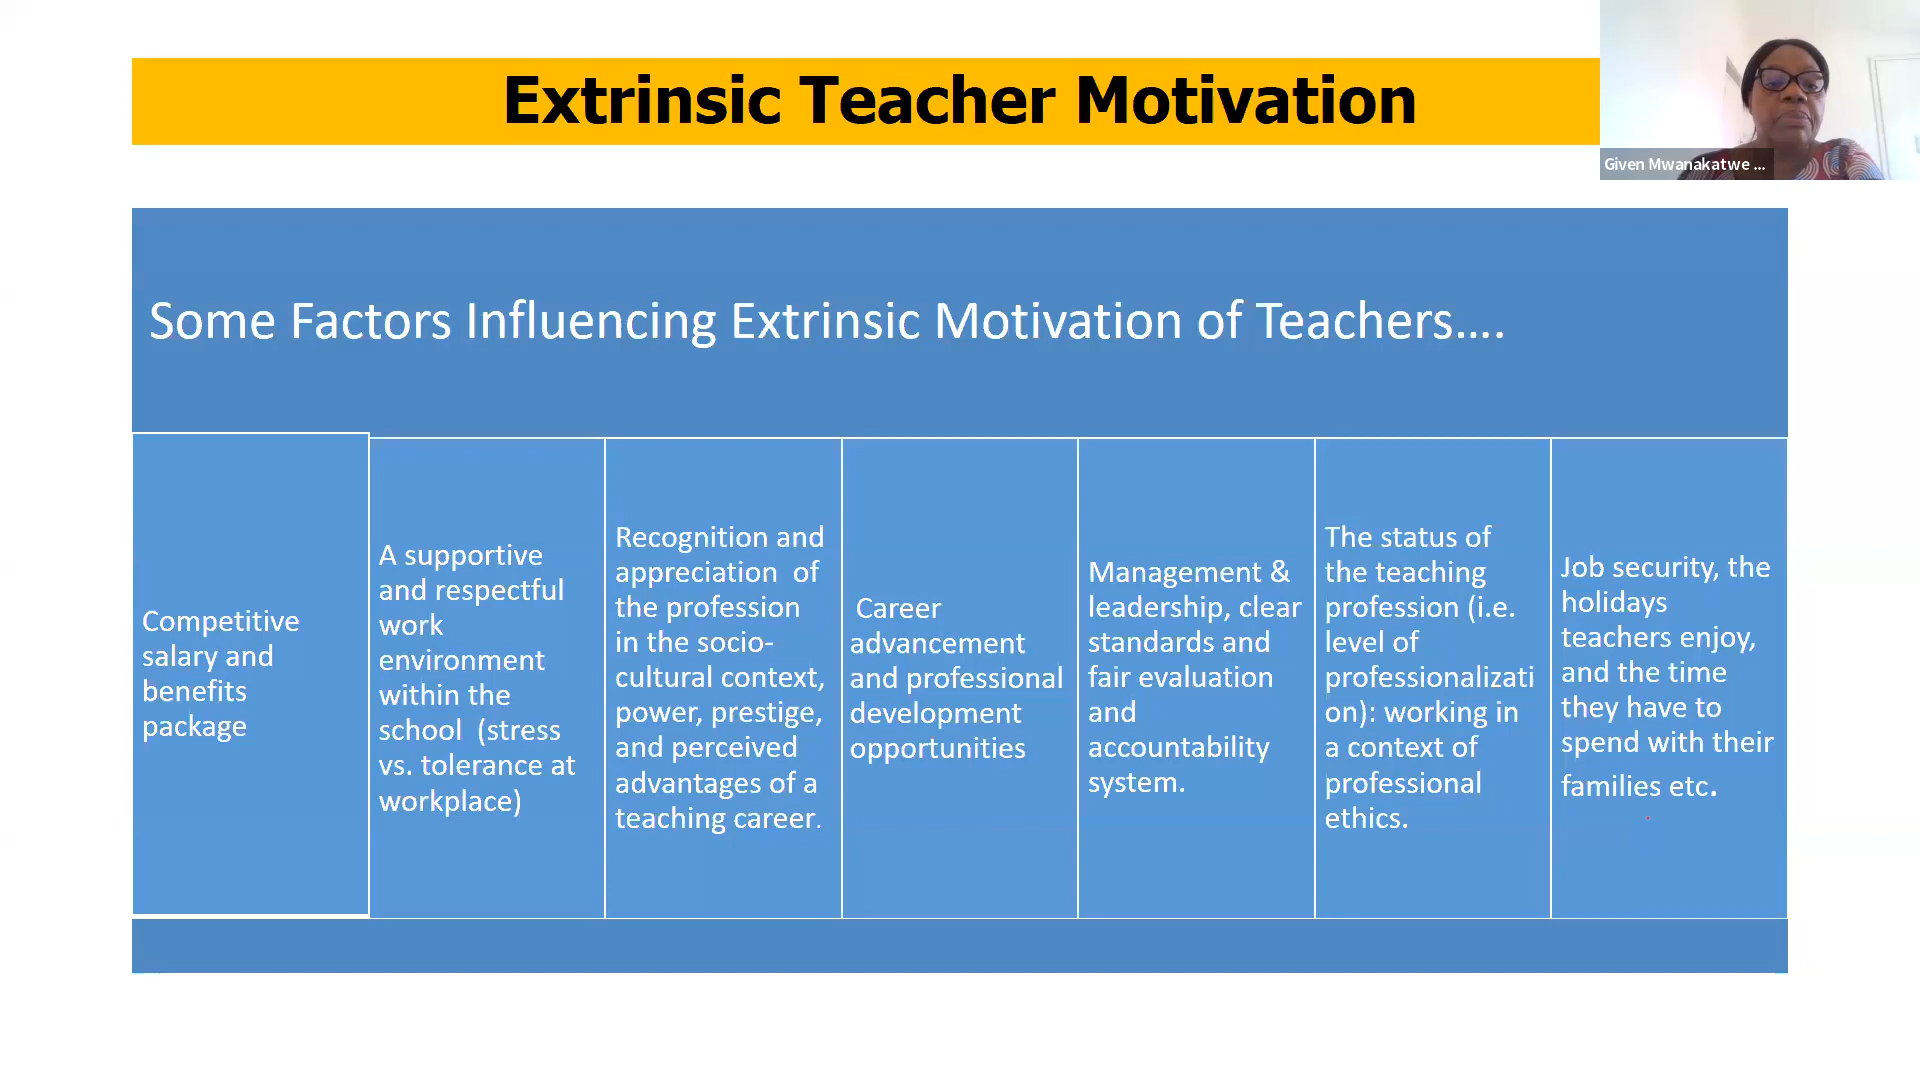 Extrinsic Teacher Motivation
Given Mwanakatwe ...
Some Factors Influencing Extrinsic Motivation of Teachers….
Competitive
salary and
benefits
package
A supportive
and respectful
work
environment
within the
school  (stress
vs. tolerance at
workplace)
Recognition and
appreciation  of
the profession
in the socio-
cultural context,
power, prestige,
and perceived
advantages of a
teaching career.
Career
advancement
and professional
development
opportunities
Management &
leadership, clear
standards and
fair evaluation
and
accountability
system.
The status of
the teaching
profession (i.e.
level of
professionalizati
on): working in
a context of
professional
ethics.
Job security, the
holidays
teachers enjoy,
and the time
they have to
spend with their
families etc.